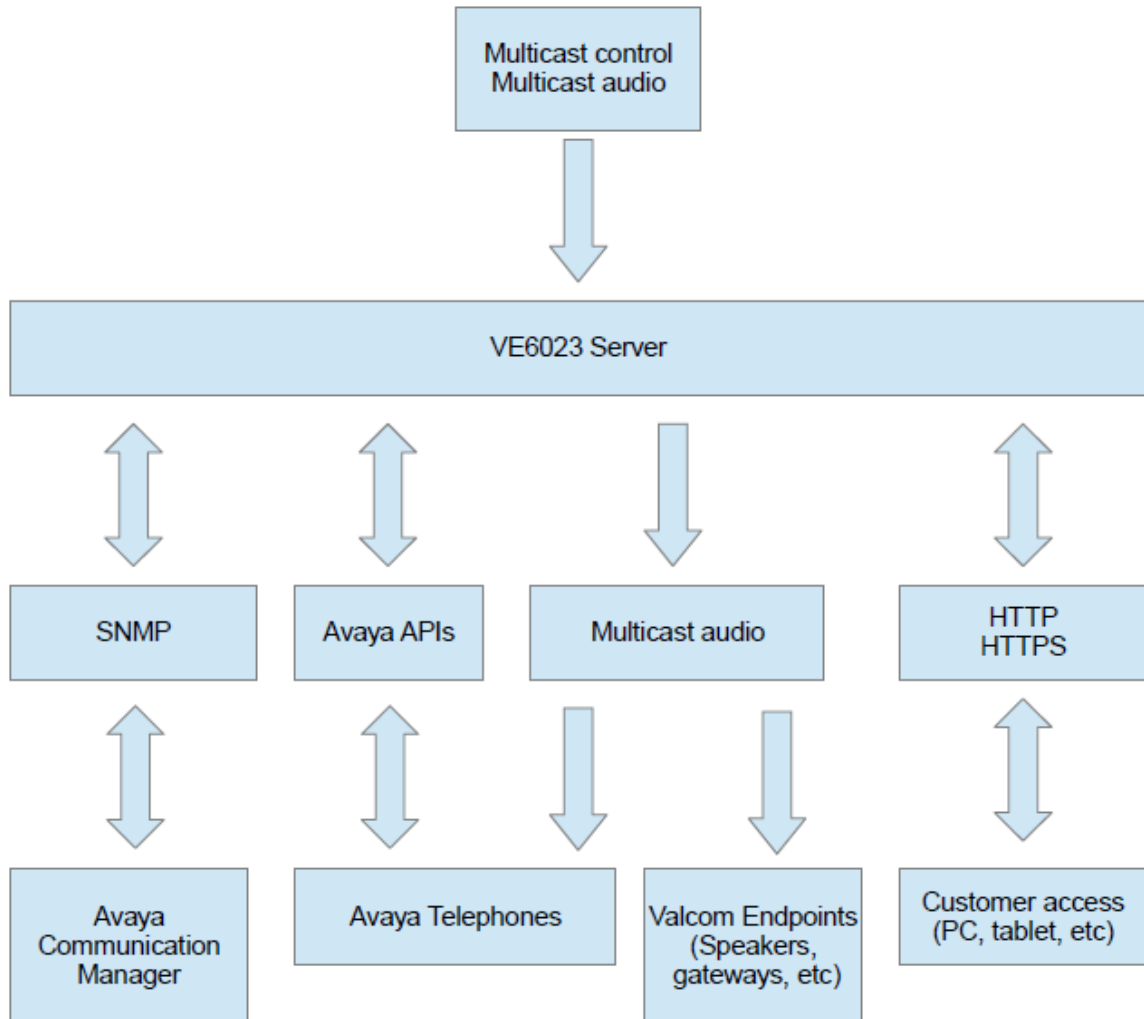 Multicast control
Multicast audio
VE6023 Server
SNMP
Avaya APIs
Multicast audio
HTTP
HTTPS
Avaya
Communication
Manager
Avaya Telephones
Valcom Endpoints
(Speakers,
gateways, etc)
Customer access
(PC, tablet, etc)